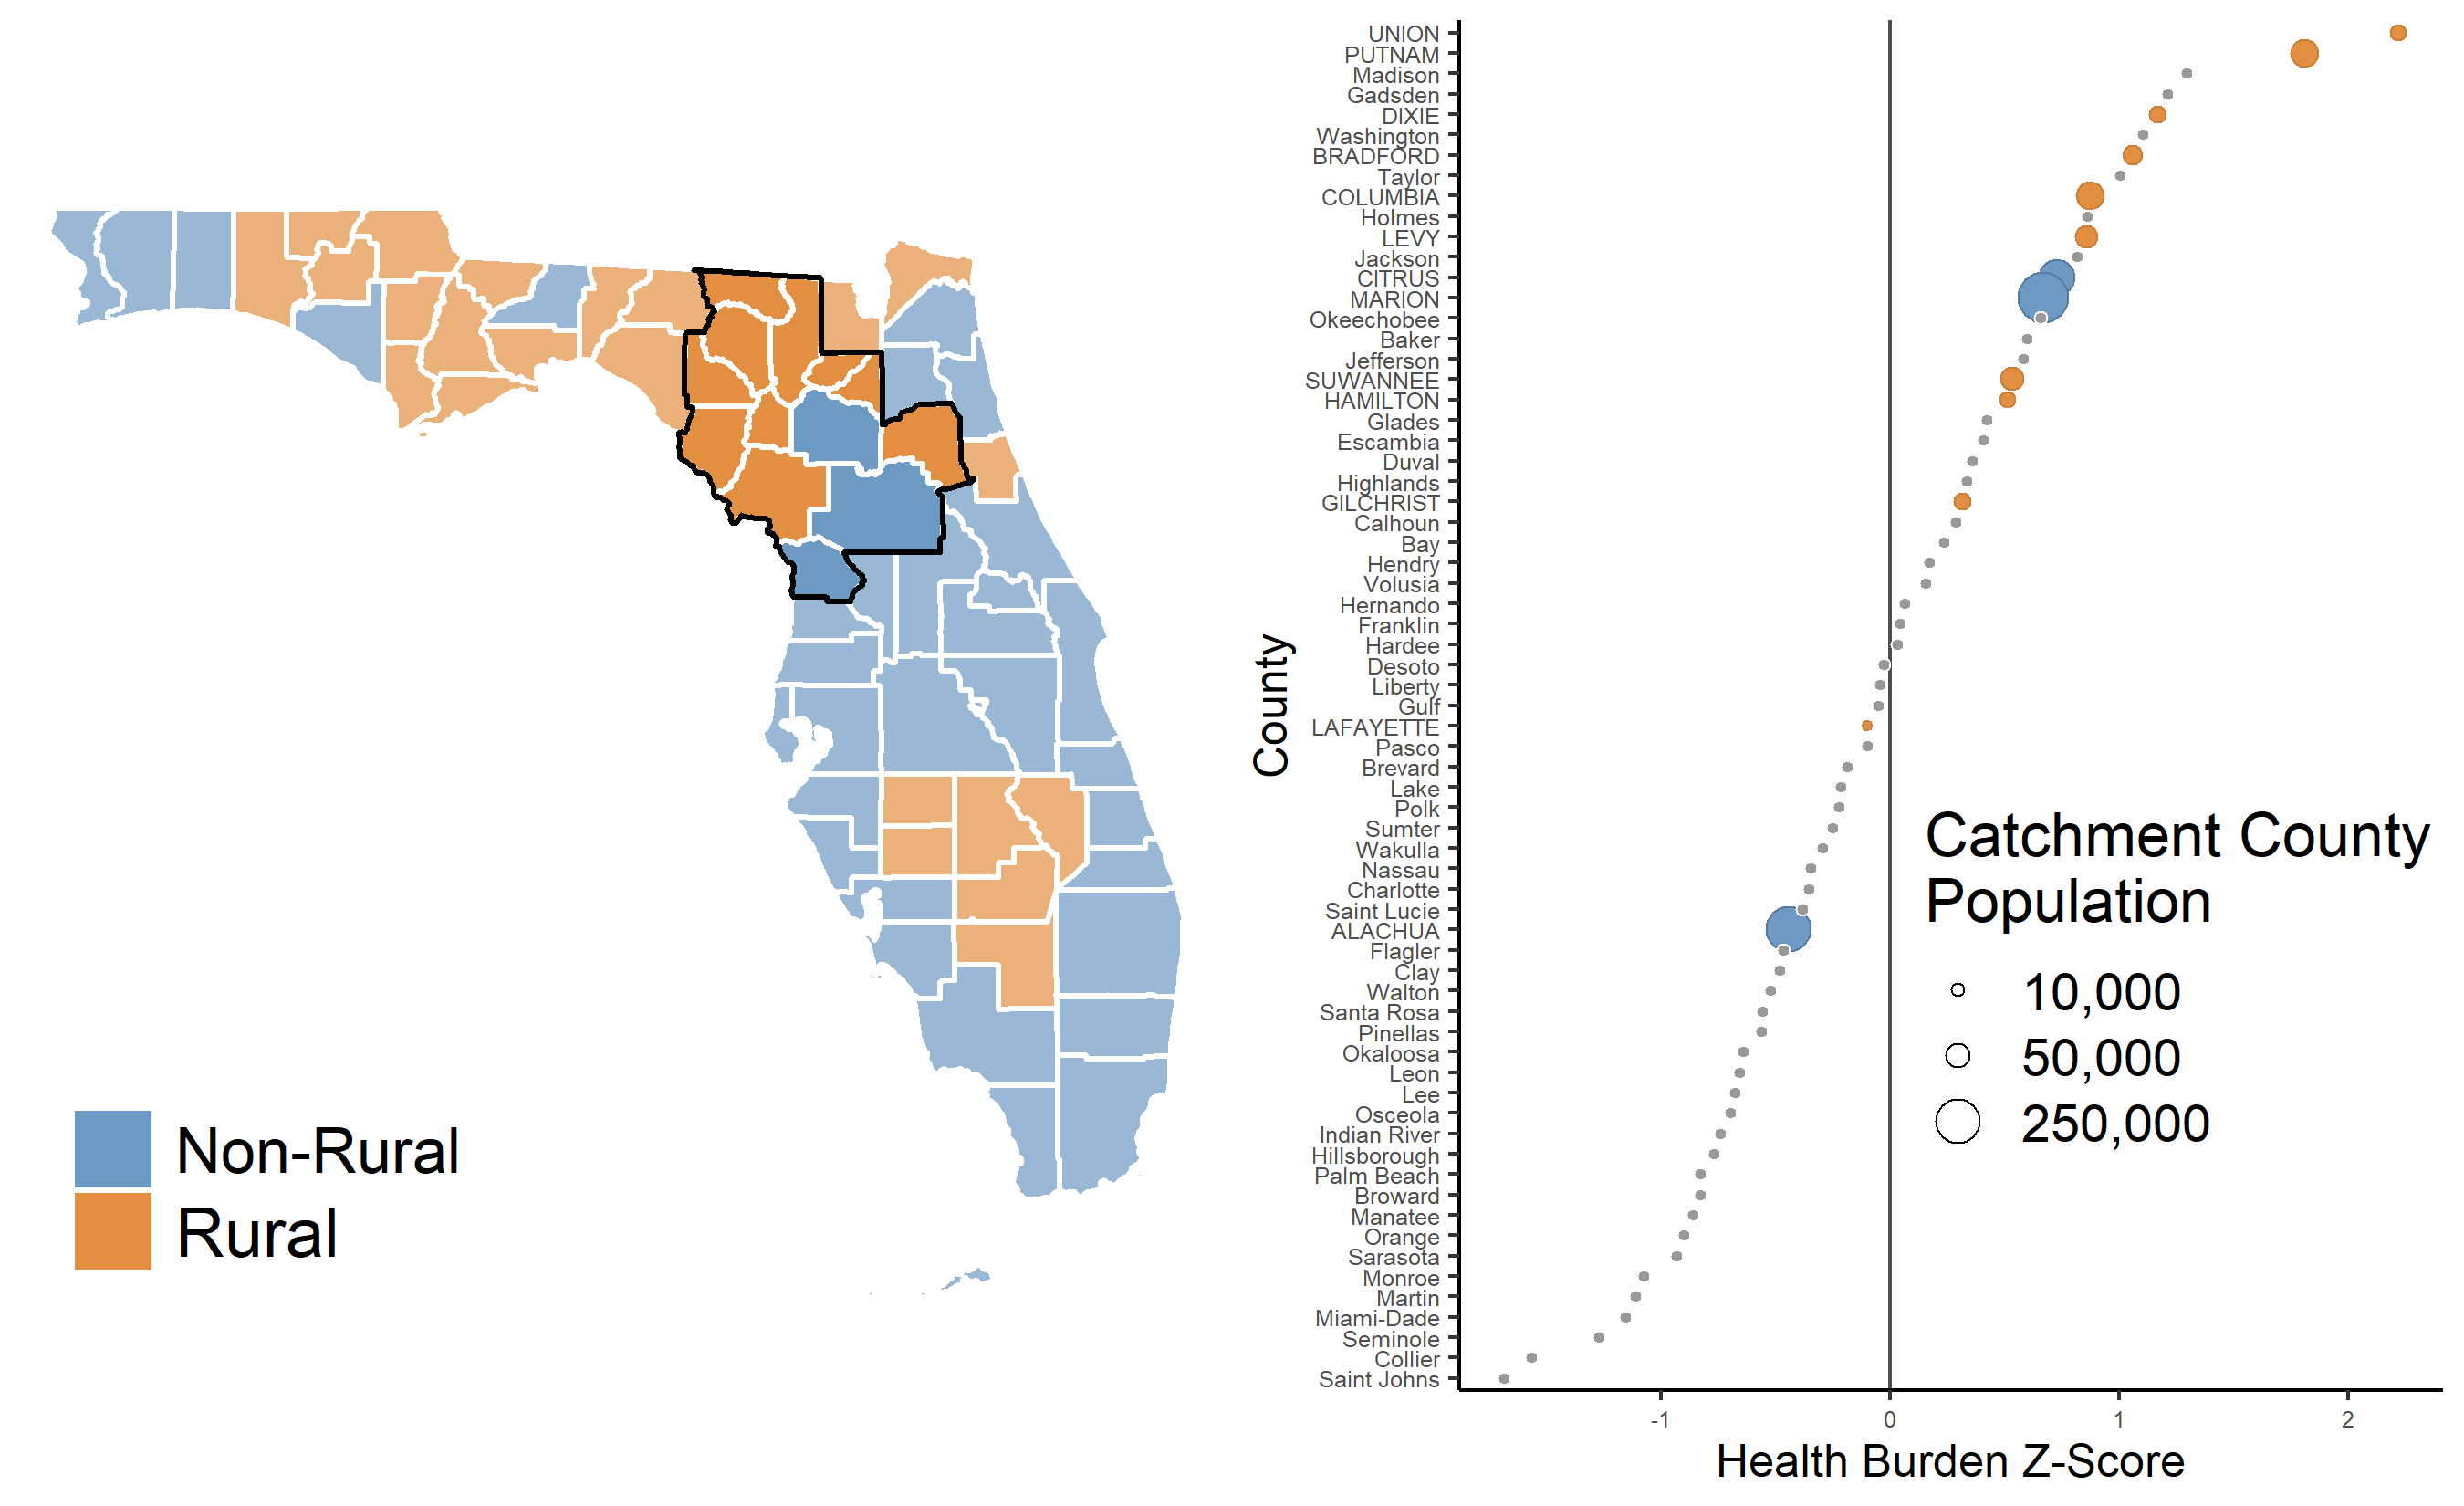 Non-Rural
Rural
County
UNION
PUTNAM
Madison
Gadsden
DIXIE
Washington
BRADFORD
Taylor
COLUMBIA
Holmes
LEVY
Jackson
CITRUS
MARION
Okeechobee
Baker
Jefferson
SUWANNEE
HAMILTON
Glades
Escambia
Duval
Highlands
GILCHRIST
Calhoun
Bay
Hendry
Volusia
Hernando
Franklin
Hardee
Desoto
Liberty
Gulf
LAFAYETTE
Pasco
Brevard
Lake
Polk
Sumter
Wakulla
Nassau
Charlotte
Saint Lucie
ALACHUA
Flagler
Clay
Walton
Santa Rosa
Pinellas
Okaloosa
Leon
Lee
Osceola
Indian River
Hillsborough
Palm Beach
Broward
Manatee
Orange
Sarasota
Monroe
Martin
Miami-Dade
Seminole
Collier
Saint Johns
-1 0 1 2
Health Burden Z-Score
Catchment County
Population
10,000
50,000
250,000